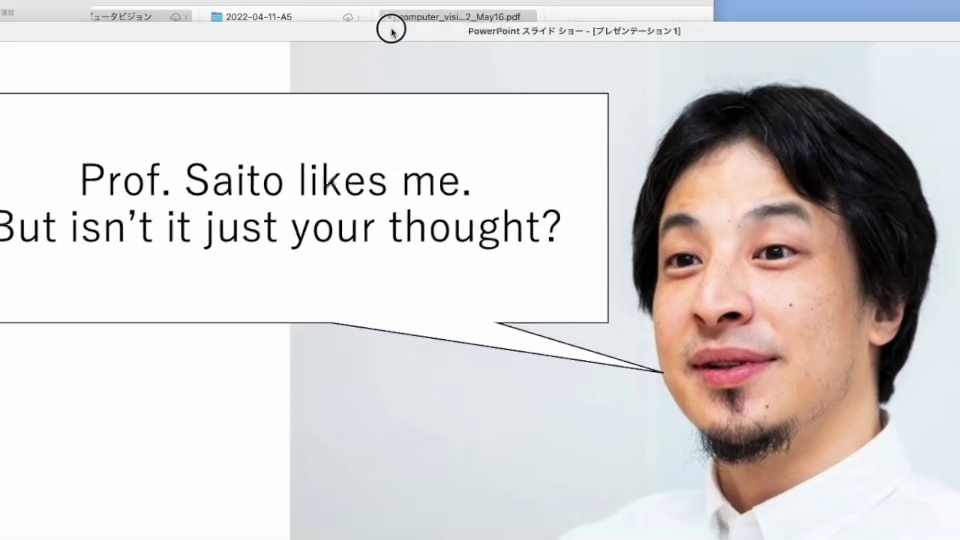 ュータビジョン
2022-04-11-A5
computer_visi...2_May16.pdf
PowerPoint スライド ショー - [プレゼンテーション1]
Prof. Saito likes me.
But isn’t it just your thought?